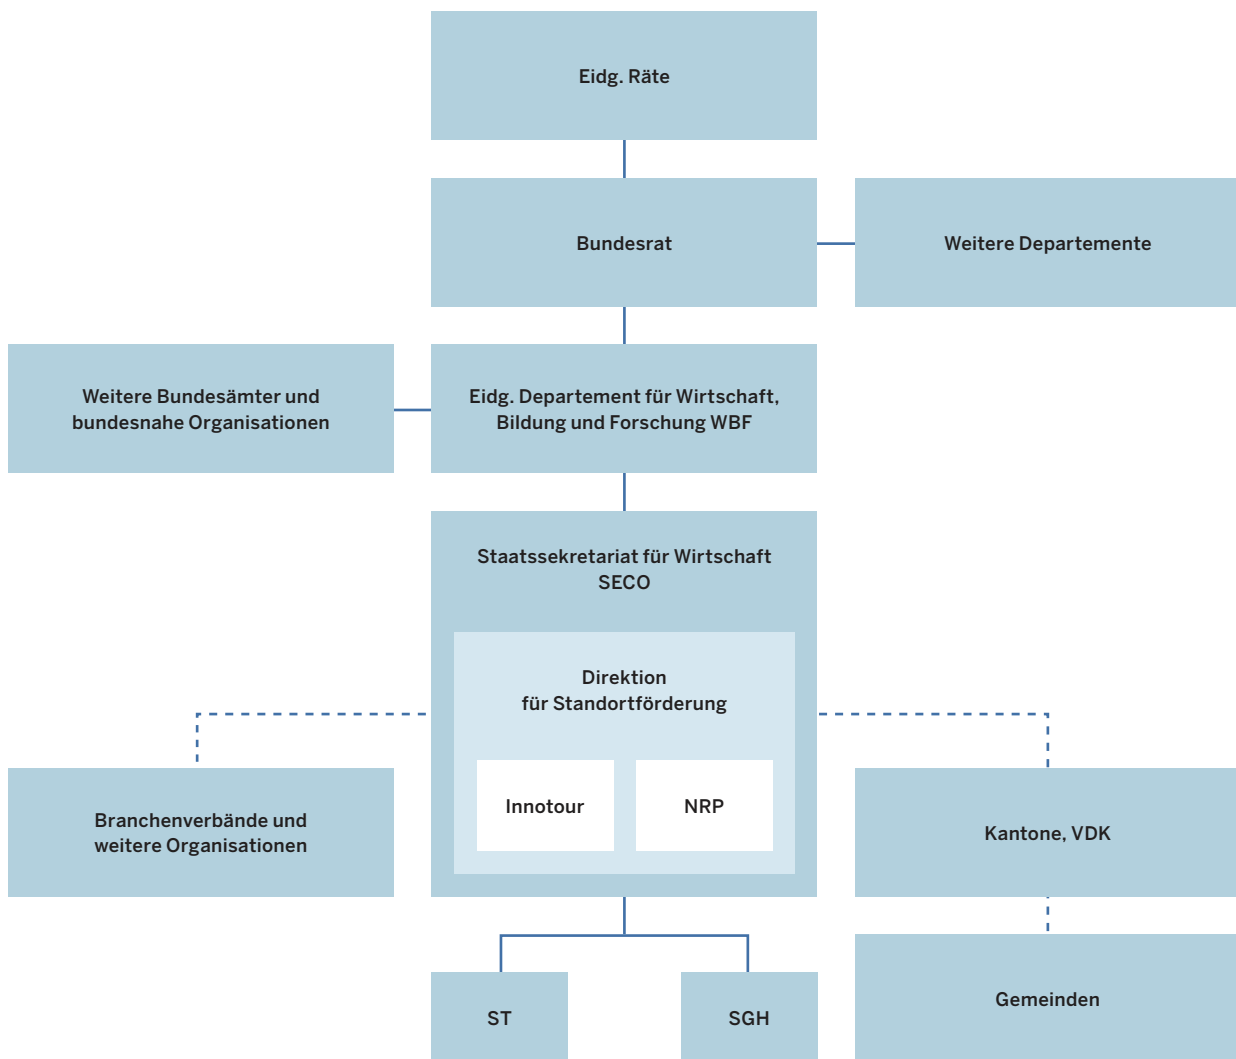 Eidg. Räte
Bundesrat
Weitere Departemente
Weitere Bundesämter und
bundesnahe Organisationen
Eidg. Departement für Wirtschaft,
Bildung und Forschung WBF
Staatssekretariat für Wirtschaft
SECO
Direktion
für Standortförderung
Innotour
NRP
Branchenverbände und
weitere Organisationen
Kantone, VDK
Gemeinden
ST
SGH